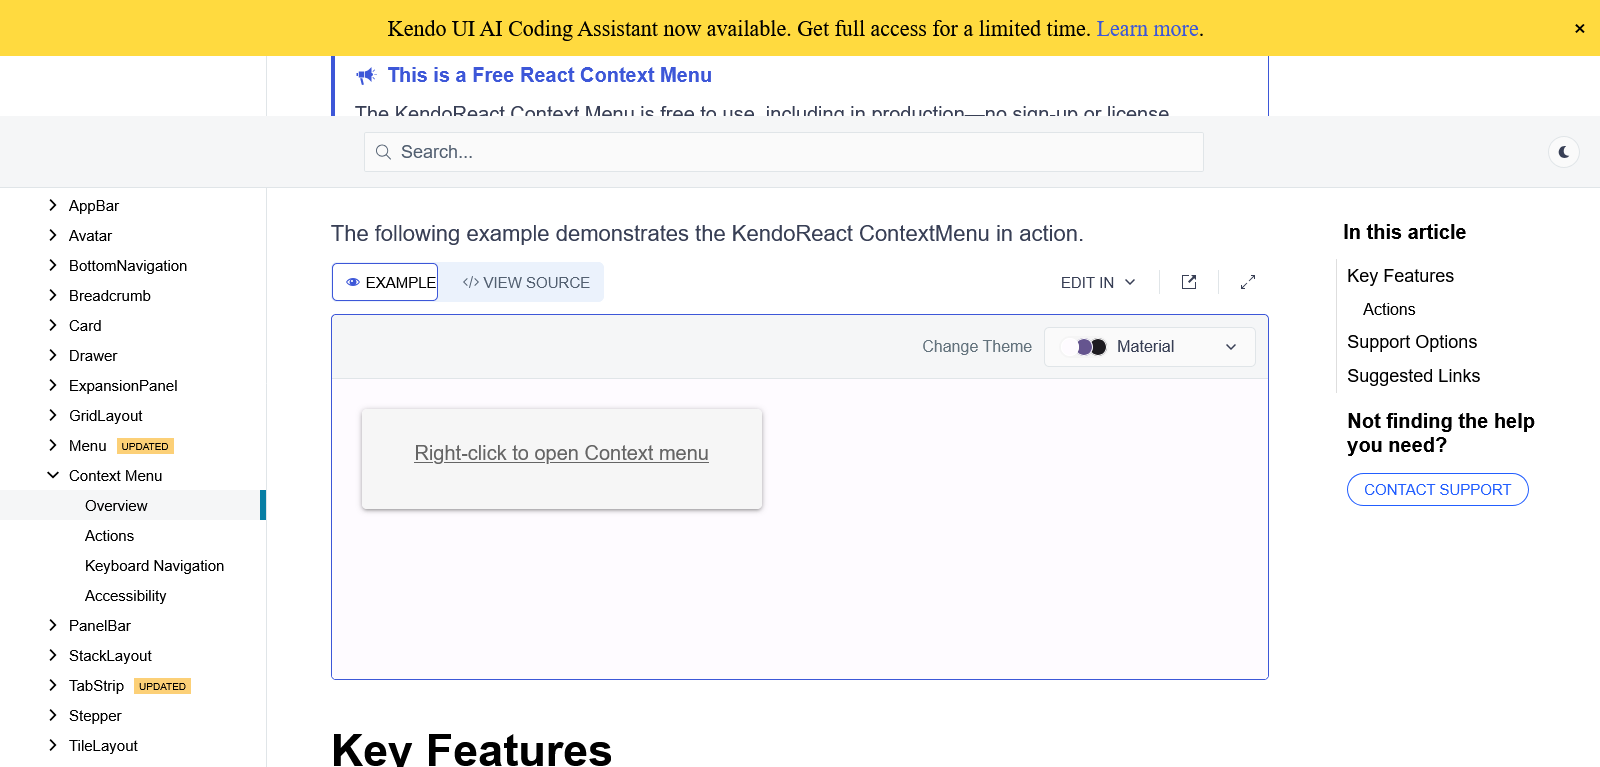 Kendo UI AI Coding Assistant now available. Get full access for a limited time. Learn more.
This is a Free React Context Menu
The KendoReact Context Menu is free to use, including in production—no sign-up or license
Search...
AppBar
Avatar
BottomNavigation
Breadcrumb
Card
Drawer
ExpansionPanel
GridLayout
Menu UPDATED
Context Menu
Overview
Actions
Keyboard Navigation
Accessibility
PanelBar
StackLayout
TabStrip UPDATED
Stepper
TileLayout
The following example demonstrates the KendoReact ContextMenu in action.
EXAMPLE </> VIEW SOURCE EDIT IN
Change Theme Material
Right-click to open Context menu
Key Features
In this article
Key Features
Actions
Support Options
Suggested Links
Not finding the help
you need?
CONTACT SUPPORT